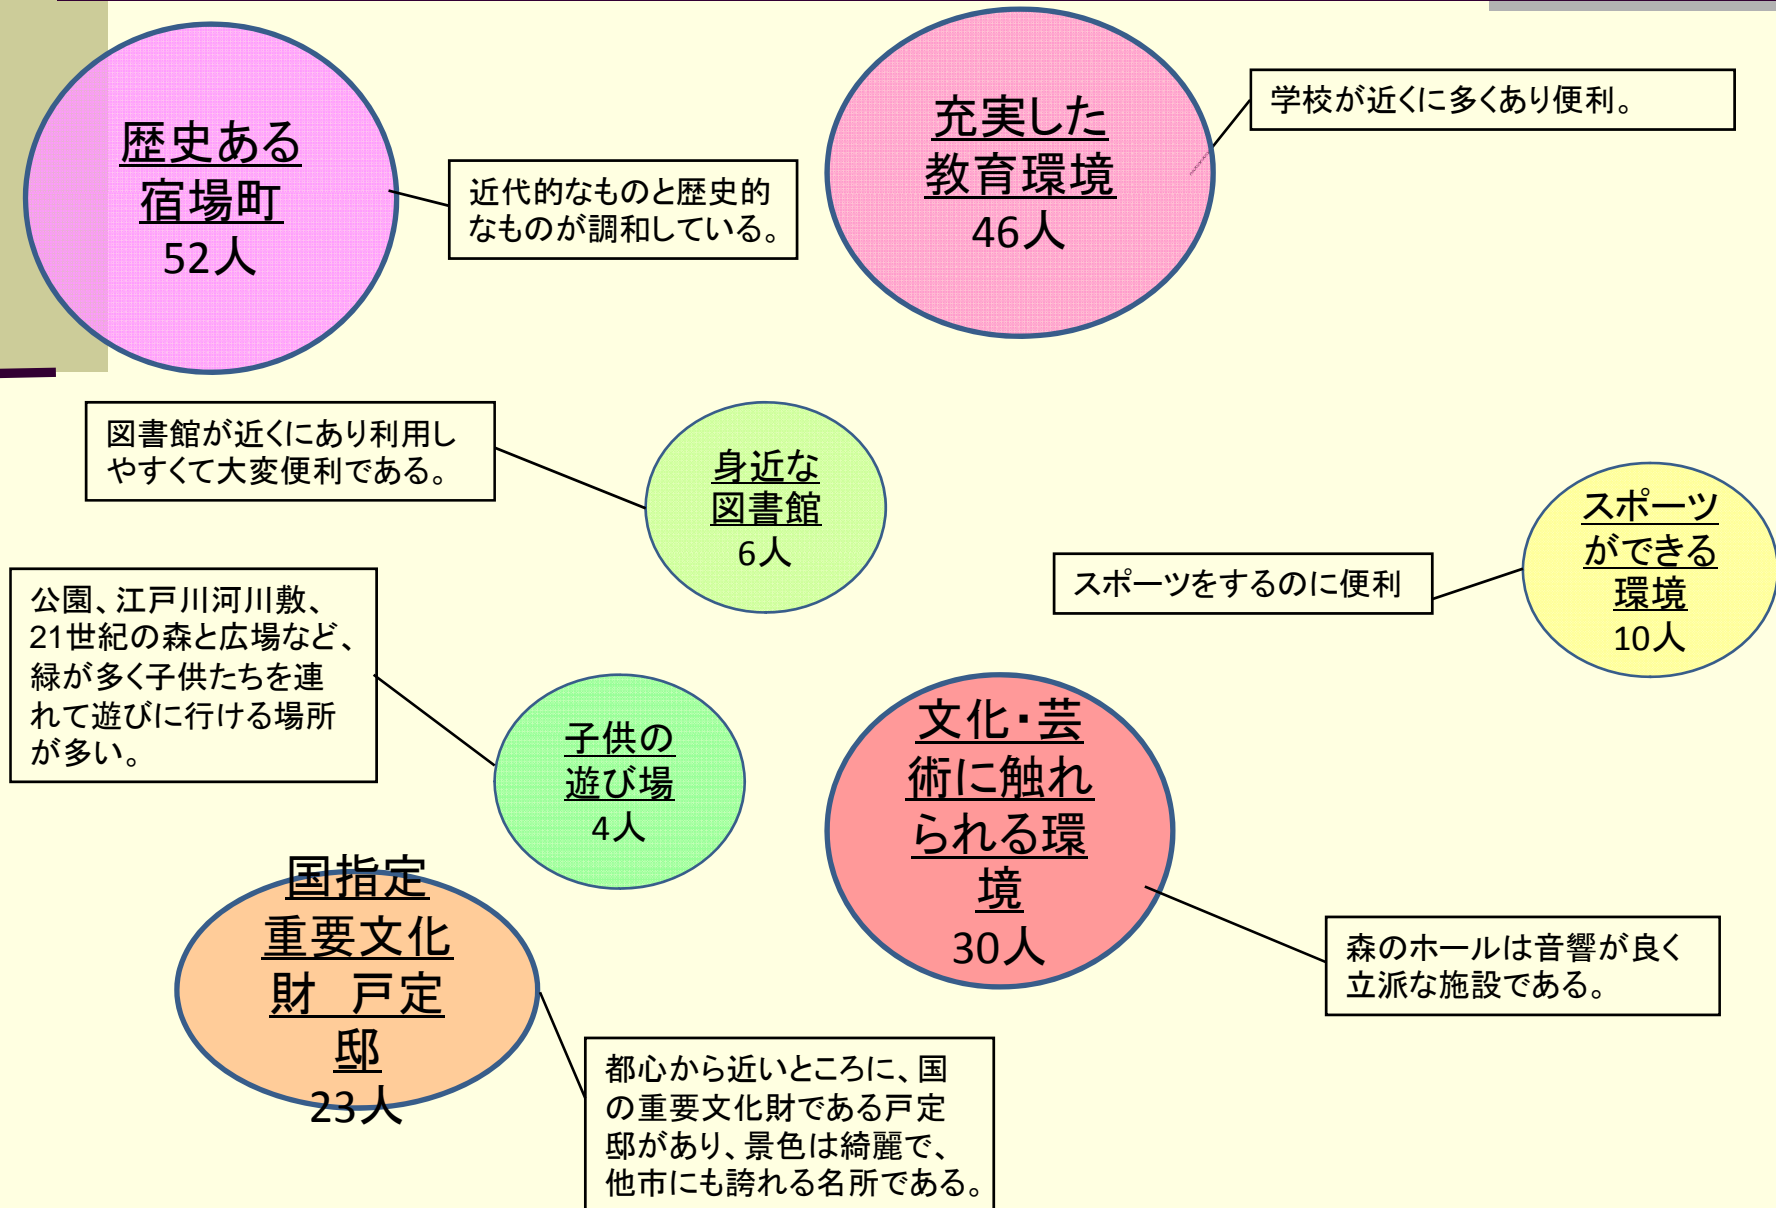 歴史ある
宿場町
52人
近代的なものと歴史的
なものが調和している。
充実した
教育環境
46人
学校が近くに多くあり便利。
図書館が近くにあり利用し
やすくて大変便利である。
身近な
図書館
6人
スポーツをするのに便利
スポーツ
ができる
環境
10人
公園、江戸川河川敷、
21世紀の森と広場など、
緑が多く子供たちを連
れて遊びに行ける場所
が多い。
子供の
遊び場
4人
文化・芸
術に触れ
られる環
境
30人
森のホールは音響が良く
立派な施設である。
国指定
重要文化
財　戸定
邸
23人
都心から近いところに、国
の重要文化財である戸定
邸があり、景色は綺麗で、
他市にも誇れる名所である。